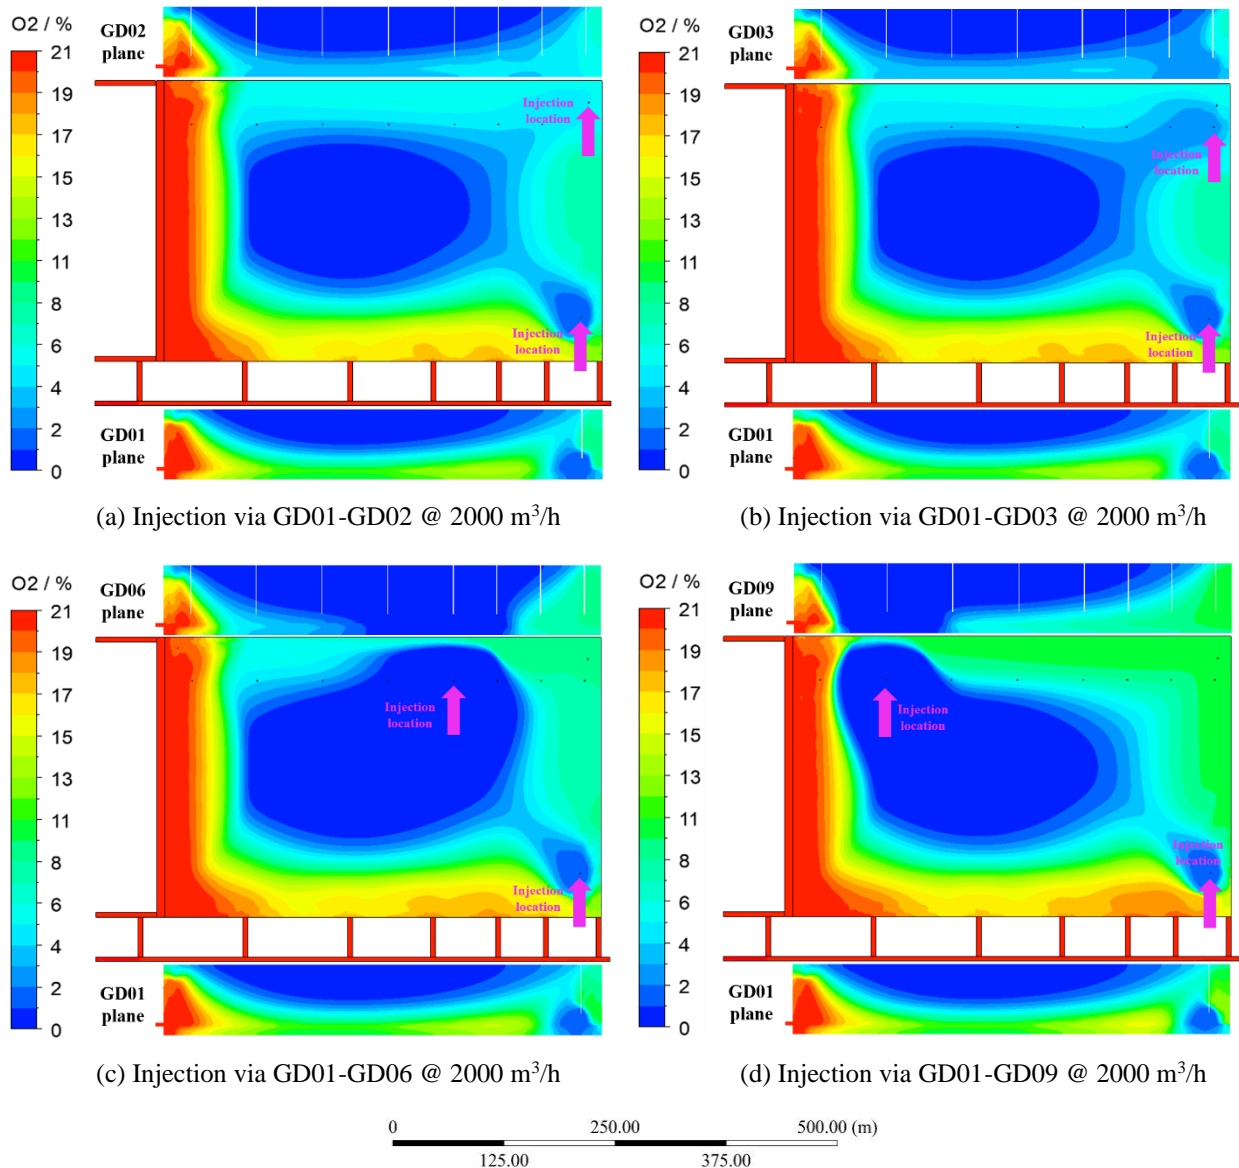 O2 / %
21
19
17
15
13
11
8
6
4
2
0
GD02
plane
Injection
location
Injection
location
GD01
plane
(a) Injection via GD01-GD02 @ 2000 m³/h
O2 / %
21
19
17
15
13
11
8
6
4
2
0
GD03
plane
Injection
location
Injection
location
GD01
plane
(b) Injection via GD01-GD03 @ 2000 m³/h
O2 / %
21
19
17
15
13
11
8
6
4
2
0
GD06
plane
Injection
location
Injection
location
GD01
plane
(c) Injection via GD01-GD06 @ 2000 m³/h
O2 / %
21
19
17
15
13
11
8
6
4
2
0
GD09
plane
Injection
location
Injection
location
GD01
plane
(d) Injection via GD01-GD09 @ 2000 m³/h
0 250.00 500.00 (m)
125.00 375.00